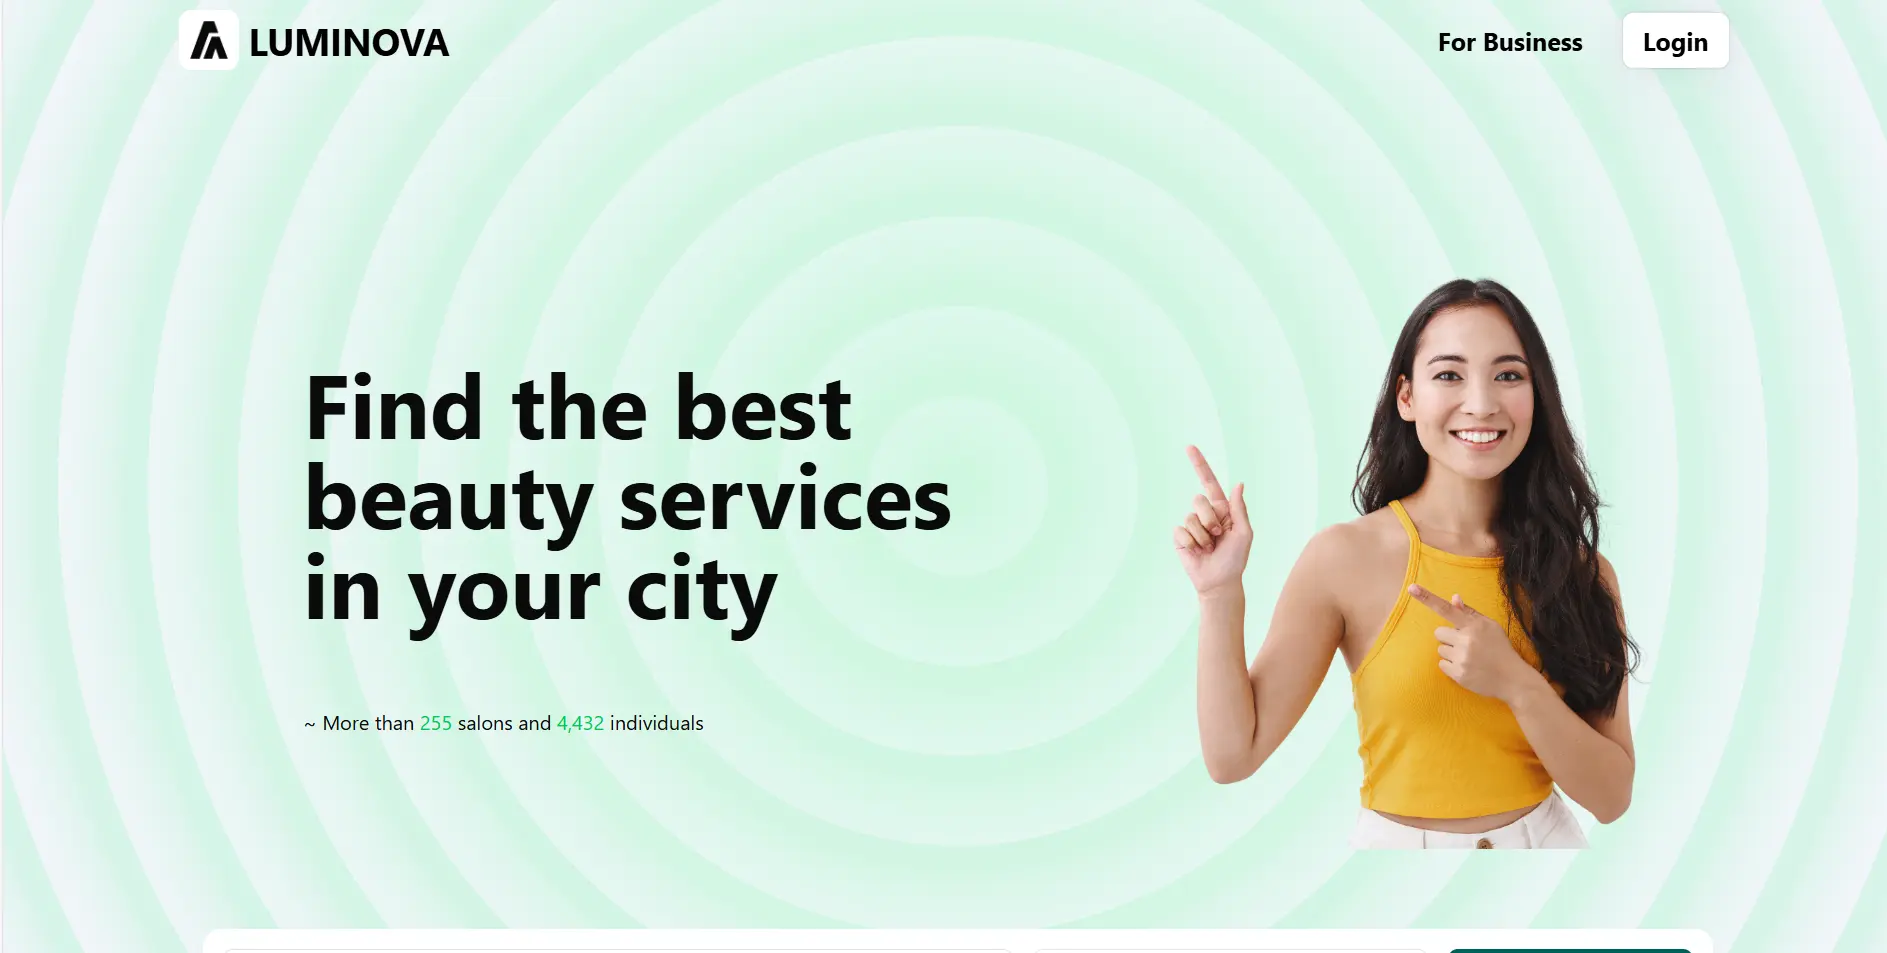 LUMINOVA
For Business
Login
Find the best
beauty services
in your city
~ More than 255 salons and 4,432 individuals